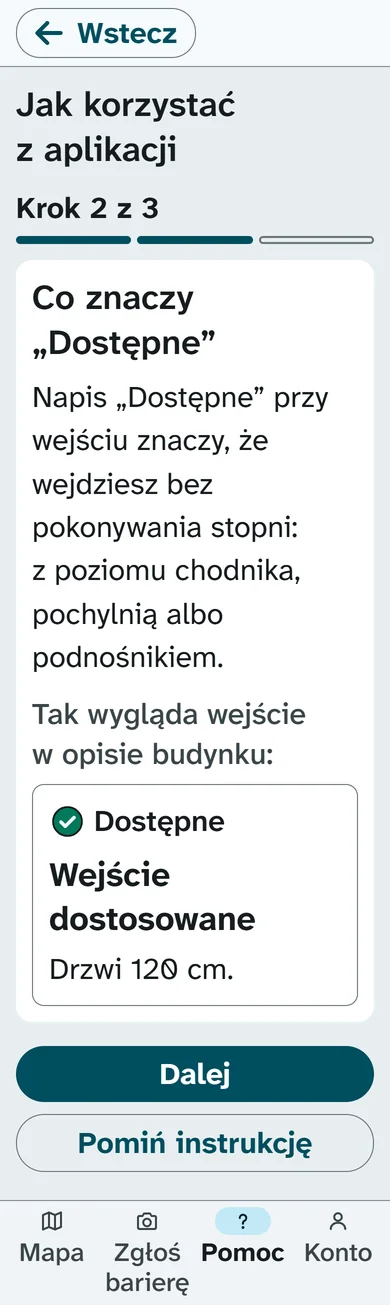 Wstecz
Jak korzystać
z aplikacji
Krok 2 z 3
Co znaczy
„Dostępne”
Napis „Dostępne” przy
wejściu znaczy, że
wejdziesz bez
pokonywania stopni:
z poziomu chodnika,
pochylnią albo
podnośnikiem.
Tak wygląda wejście
w opisie budynku:
Dostępne
Wejście
dostosowane
Drzwi 120 cm.
Dalej
Pomiń instrukcję
?
Mapa
Zgłoś
barierę
Pomoc
Konto